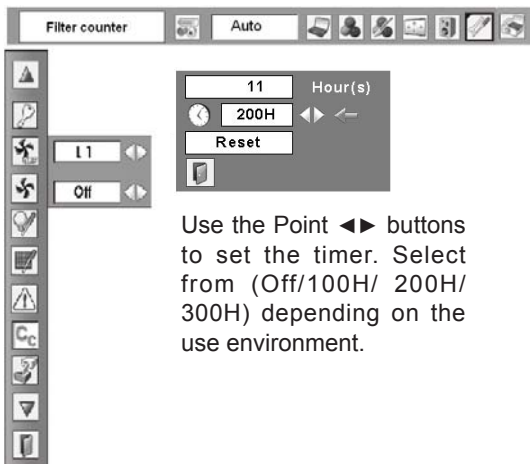 Filter counter
Auto
11 Hour(s)
200H
Reset
L1
Off
Cc
Use the Point ◄► buttons
to set the timer. Select
from (Off/100H/ 200H/
300H) depending on the
use environment.